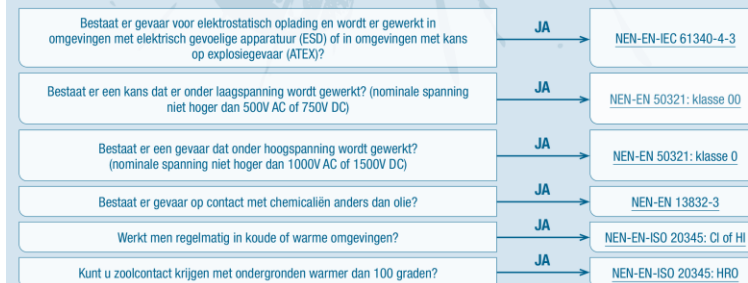 Bestaat er gevaar voor elektrostatisch oplading en wordt er gewerkt in
omgevingen met elektrisch gevoelige apparatuur (ESD) of in omgevingen met kans
op explosiegevaar (ATEX)?
JA
NEN-EN-IEC 61340-4-3
Bestaat er een kans dat er onder laagspanning wordt gewerkt? (nominale spanning
niet hoger dan 500V AC of 750V DC)
JA
NEN-EN 50321: klasse 00
Bestaat er een gevaar dat onder hoogspanning wordt gewerkt?
(nominale spanning niet hoger dan 1000V AC of 1500V DC)
JA
NEN-EN 50321: klasse 0
Bestaat er gevaar op contact met chemicaliën anders dan olie?
JA
NEN-EN 13832-3
Werkt men regelmatig in koude of warme omgevingen?
JA
NEN-EN-ISO 20345: CI of HI
Kunt u zoolcontact krijgen met ondergronden warmer dan 100 graden?
JA
NEN-EN-ISO 20345: HRO